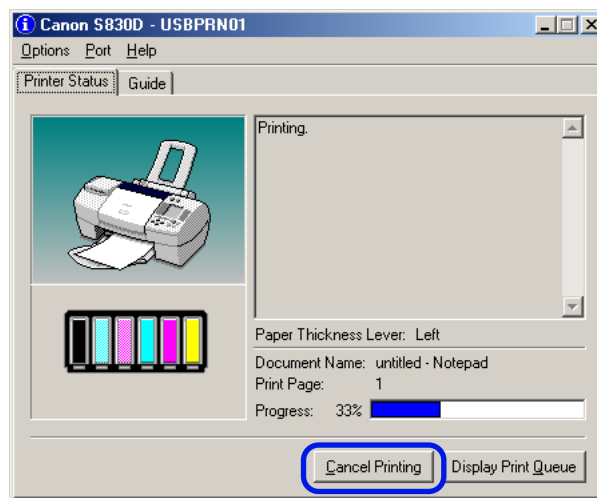 Canon S830D - USBPRN01
Options Port Help
Printer Status Guide
Printing.
Paper Thickness Lever: Left
Document Name: untitled - Notepad
Print Page: 1
Progress: 33%
Cancel Printing Display Print Queue